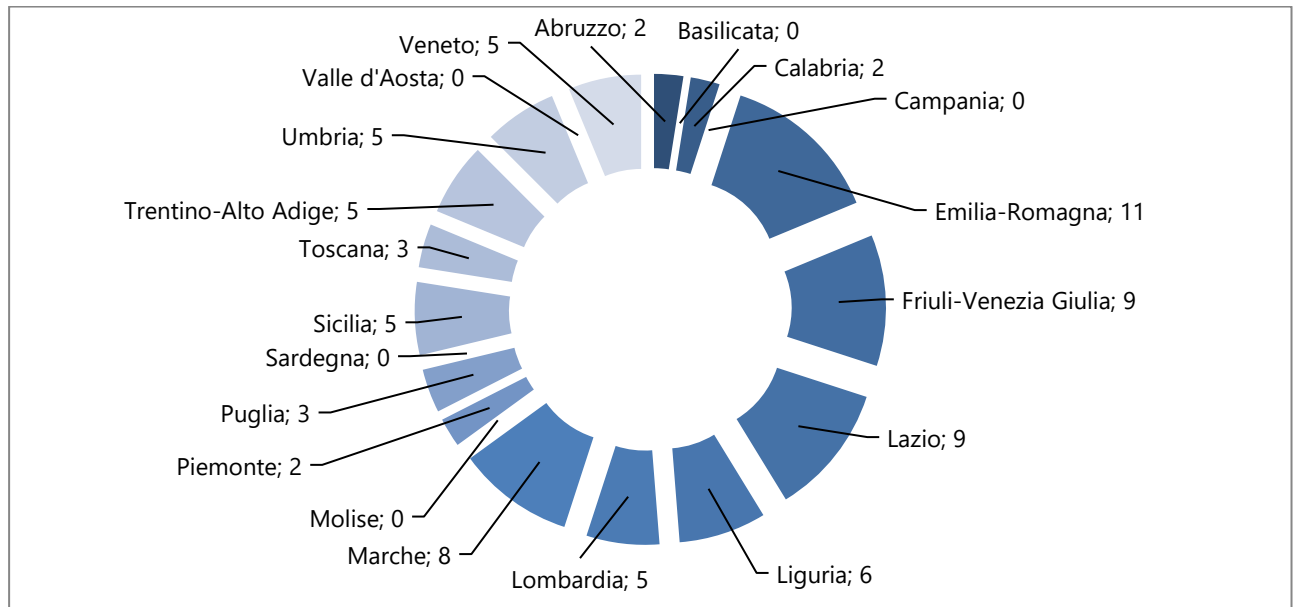 Abruzzo; 2
Basilicata; 0
Calabria; 2
Campania; 0
Emilia-Romagna; 11
Friuli-Venezia Giulia; 9
Lazio; 9
Liguria; 6
Lombardia; 5
Marche; 8
Molise; 0
Piemonte; 2
Puglia; 3
Sardegna; 0
Sicilia; 5
Toscana; 3
Trentino-Alto Adige; 5
Umbria; 5
Valle d'Aosta; 0
Veneto; 5